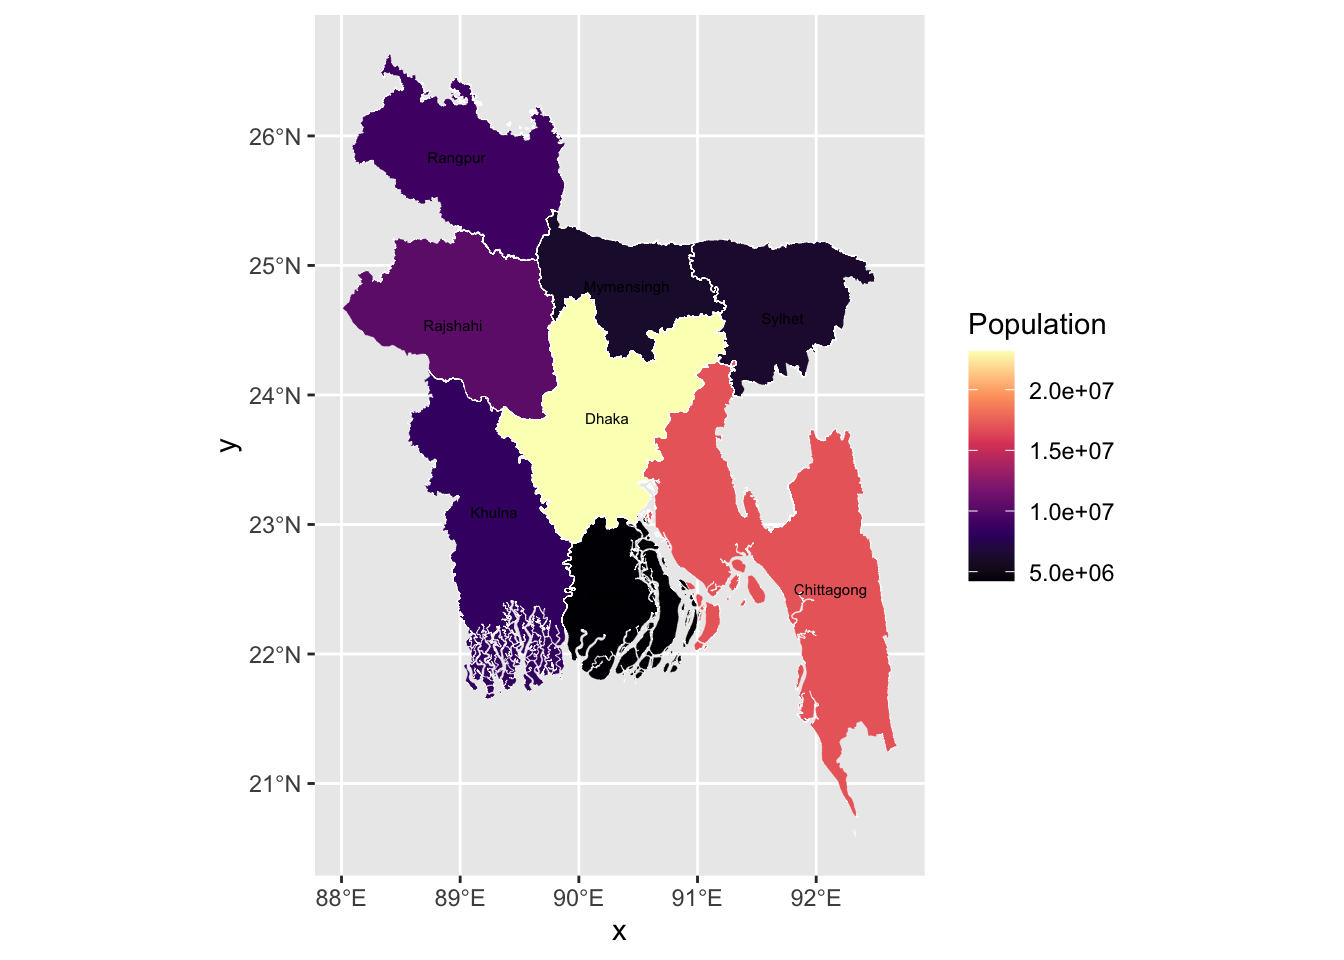 26°N
25°N
24°N
23°N
22°N
21°N
88°E 89°E 90°E 91°E 92°E
x
y
Rangpur
Mymensingh
Rajshahi
Sylhet
Dhaka
Khulna
Chittagong
Population
2.0e+07
1.5e+07
1.0e+07
5.0e+06